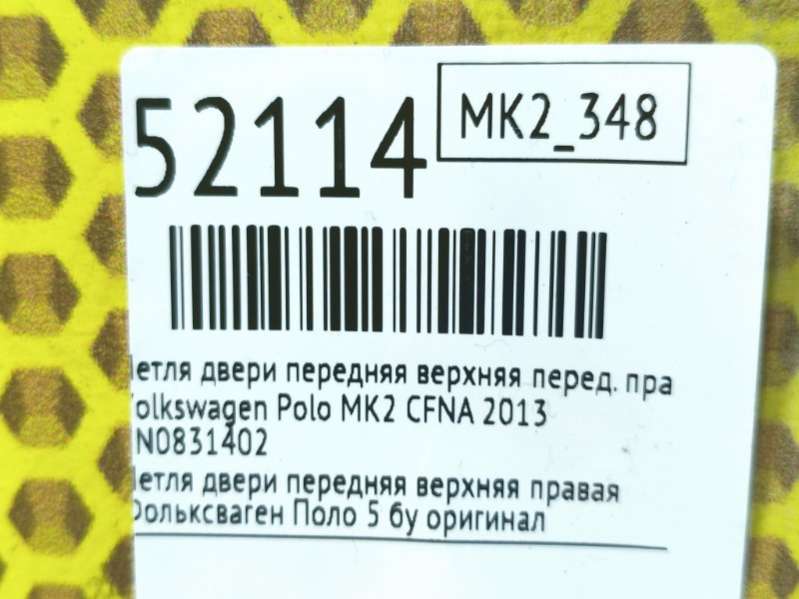 52114
MK2_348
етля двери передняя верхняя перед. пра
olkswagen Polo MK2 CFNA 2013
N0831402
етля двери передняя верхняя правая
Фольксваген Поло 5 бу оригинал